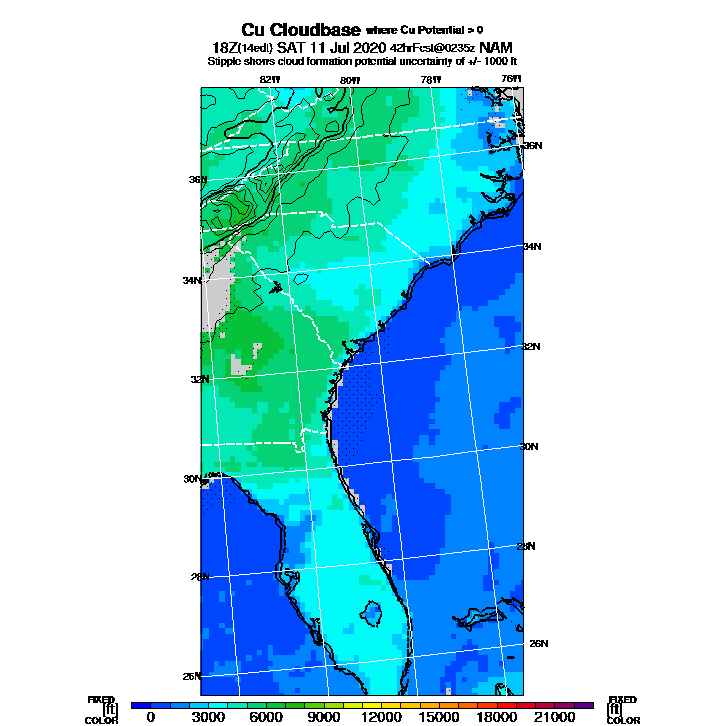 Cu Cloudbase where Cu Potential > 0
18Z(14edt) SAT 11 Jul 2020 42hrFcst@0235z NAM
Stipple shows cloud formation potential uncertainty of +/- 1000 ft
82W 80W 78W 76W
36N
36N
34N
34N
32N
32N
30N
30N
28N
28N
26N
26N
FIXED FIXED
[ft] [ft]
COLOR 0 3000 6000 9000 12000 15000 18000 21000 COLOR